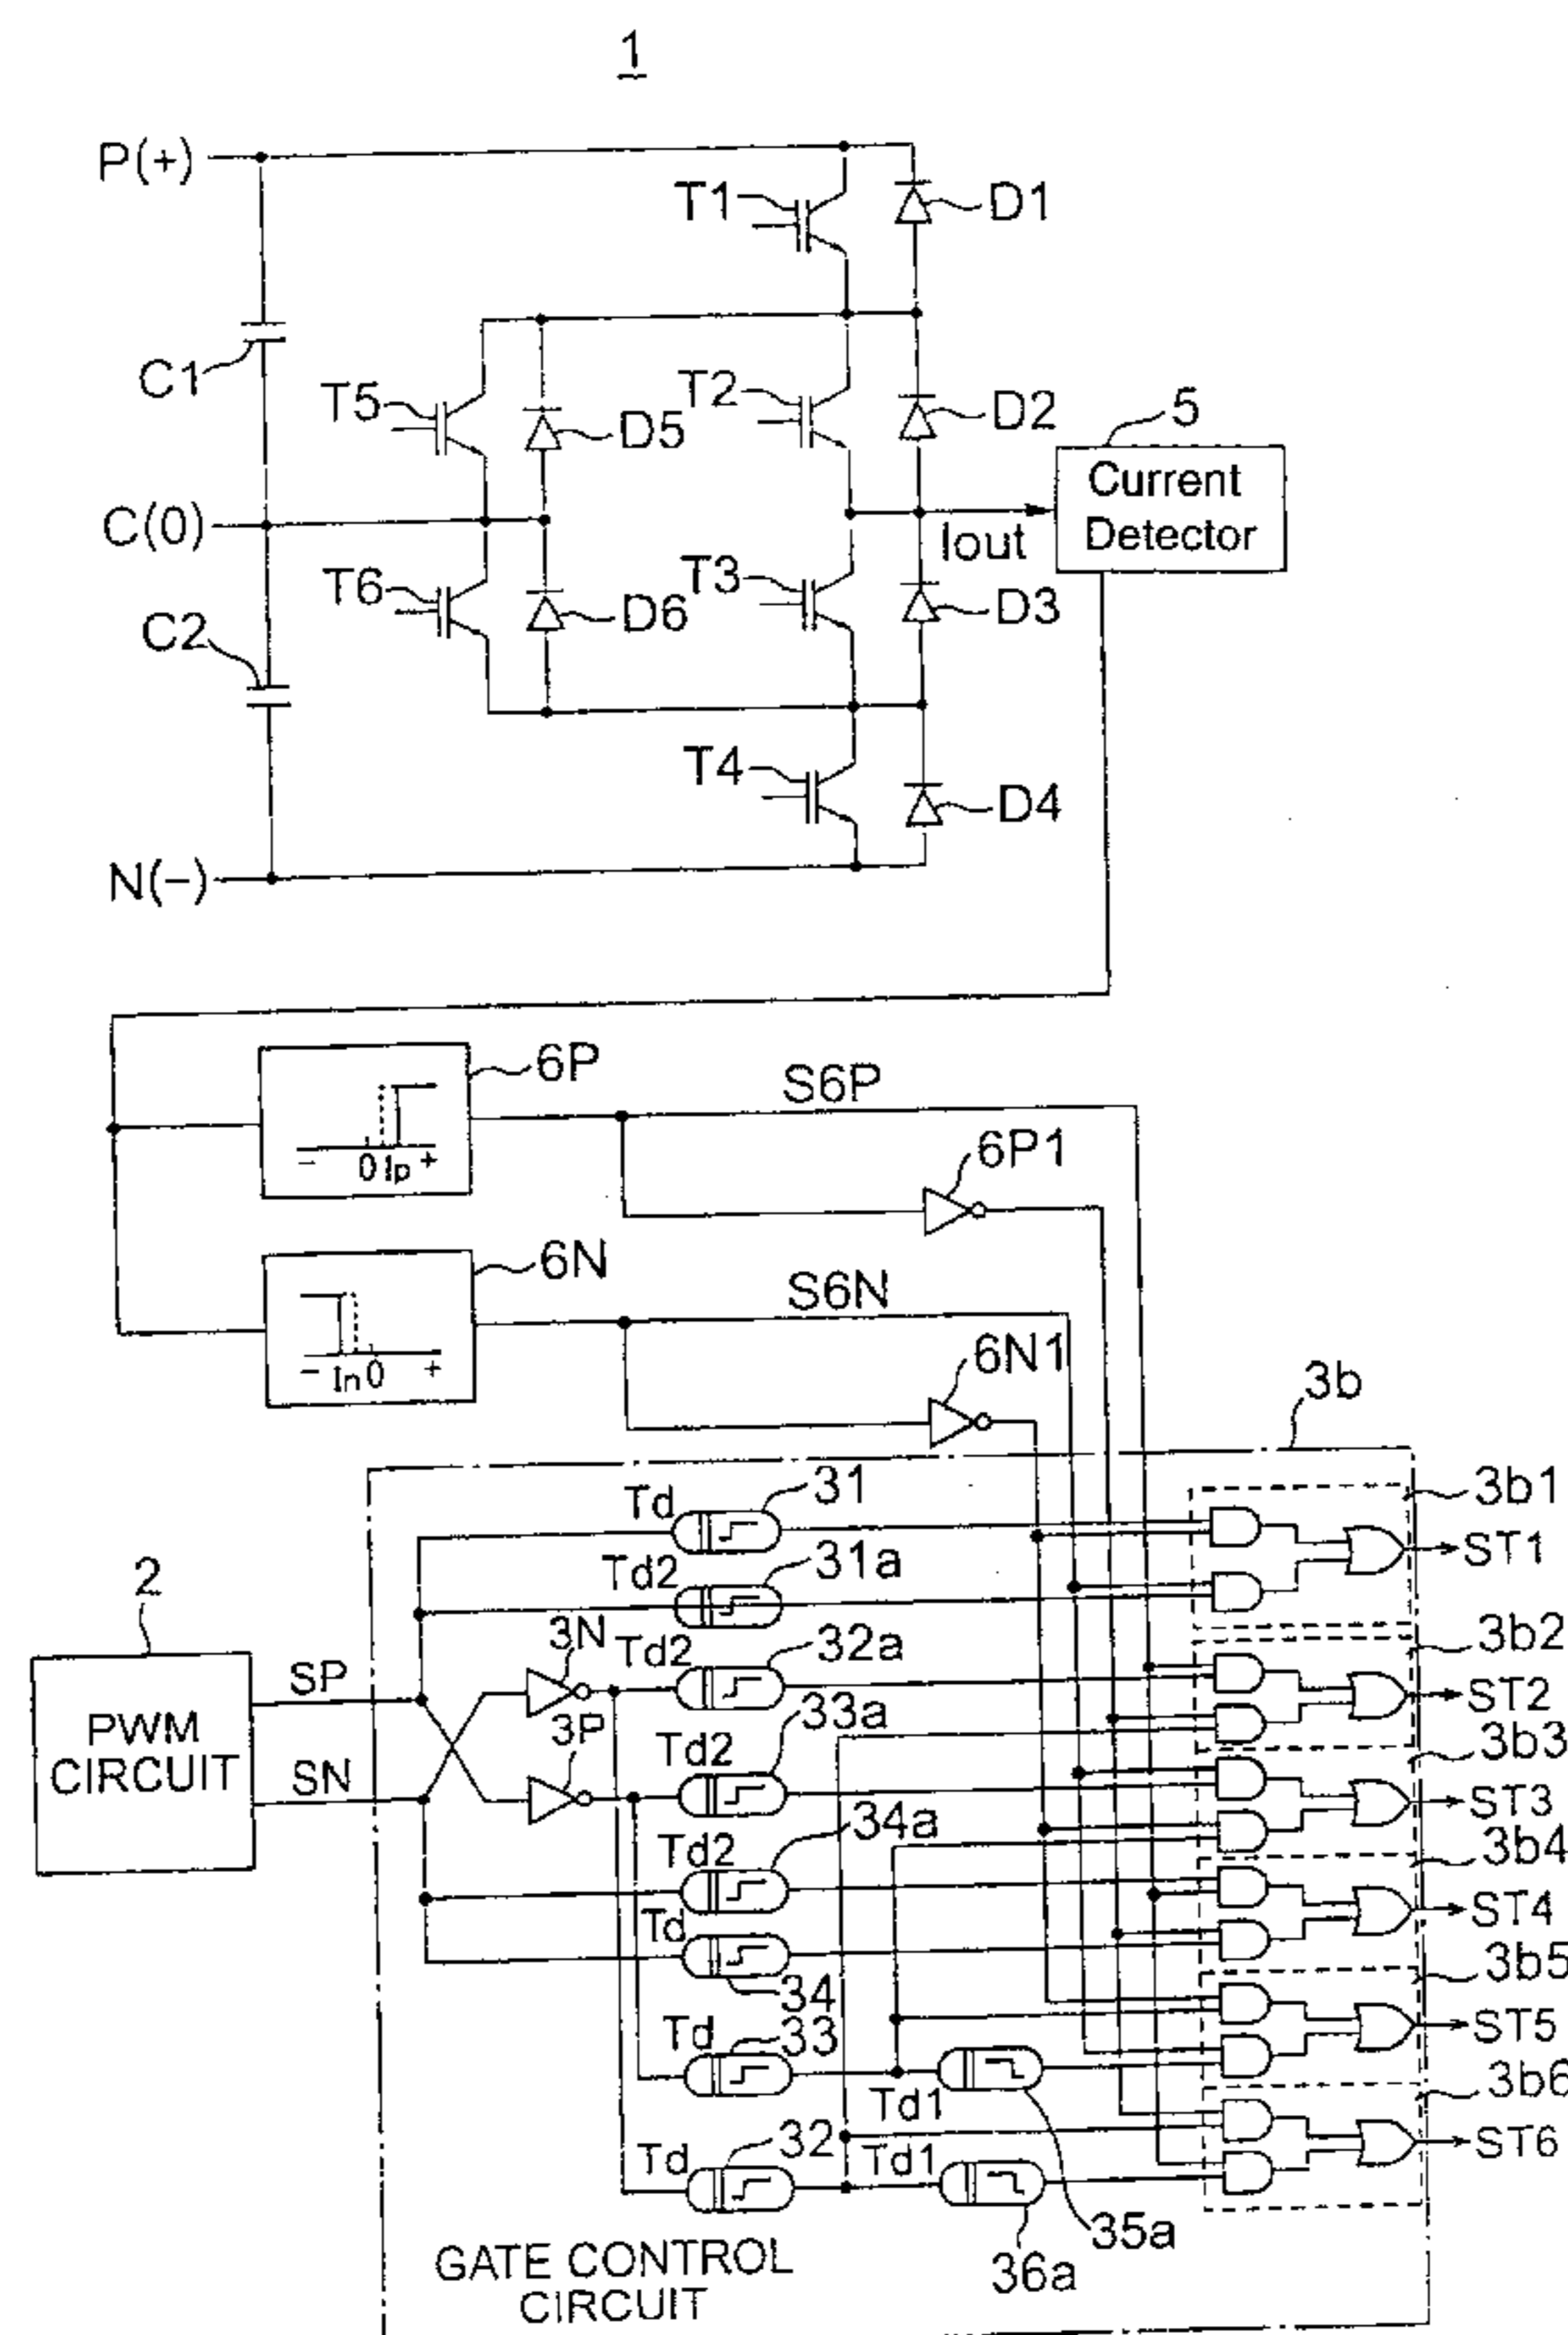 1
P(+)
T1
D1
C1
T5
D5
T2
D2
5
Current
Detector
C(0)
Iout
T6
D6
T3
D3
C2
T4
D4
N(−)
6P
S6P
− 0 Ip +
6P1
6N
S6N
− In 0 +
6N1
3b
Td
31
3b1
ST1
2
Td2
31a
3N
Td2
32a
3b2
SP
ST2
PWM
CIRCUIT
3P
33a
Td2
3b3
SN
ST3
34a
Td2
3b4
Td
ST4
34
3b5
Td
33
ST5
Td1
3b6
Td
32
Td1
ST6
35a
36a
GATE CONTROL
CIRCUIT